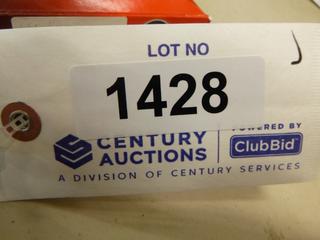 LOT NO
1428
CENTURY AUCTIONS
POWERED BY
ClubBid
A DIVISION OF CENTURY SERVICES